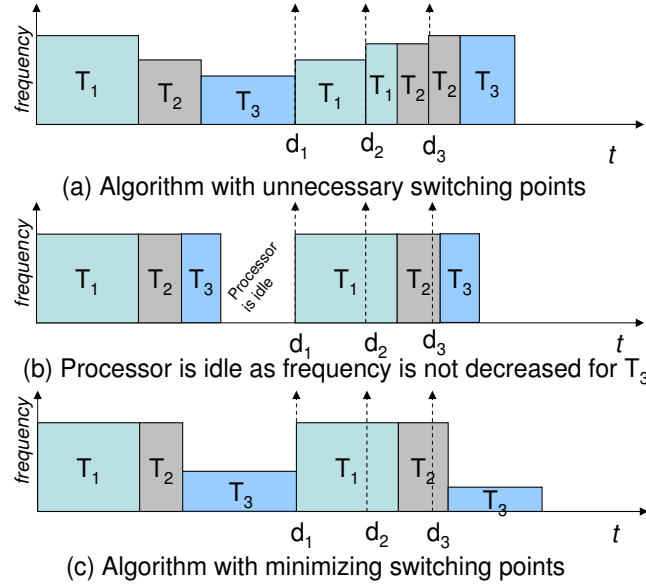 frequency
T1 T2 T3 T1 T1 T2 T2 T3
d1 d2 d3 t
(a) Algorithm with unnecessary switching points
frequency
T1 T2 T3 Processor is idle T1 T2 T3
d1 d2 d3 t
(b) Processor is idle as frequency is not decreased for T3
frequency
T1 T2 T3 T1 T2 T3
d1 d2 d3 t
(c) Algorithm with minimizing switching points